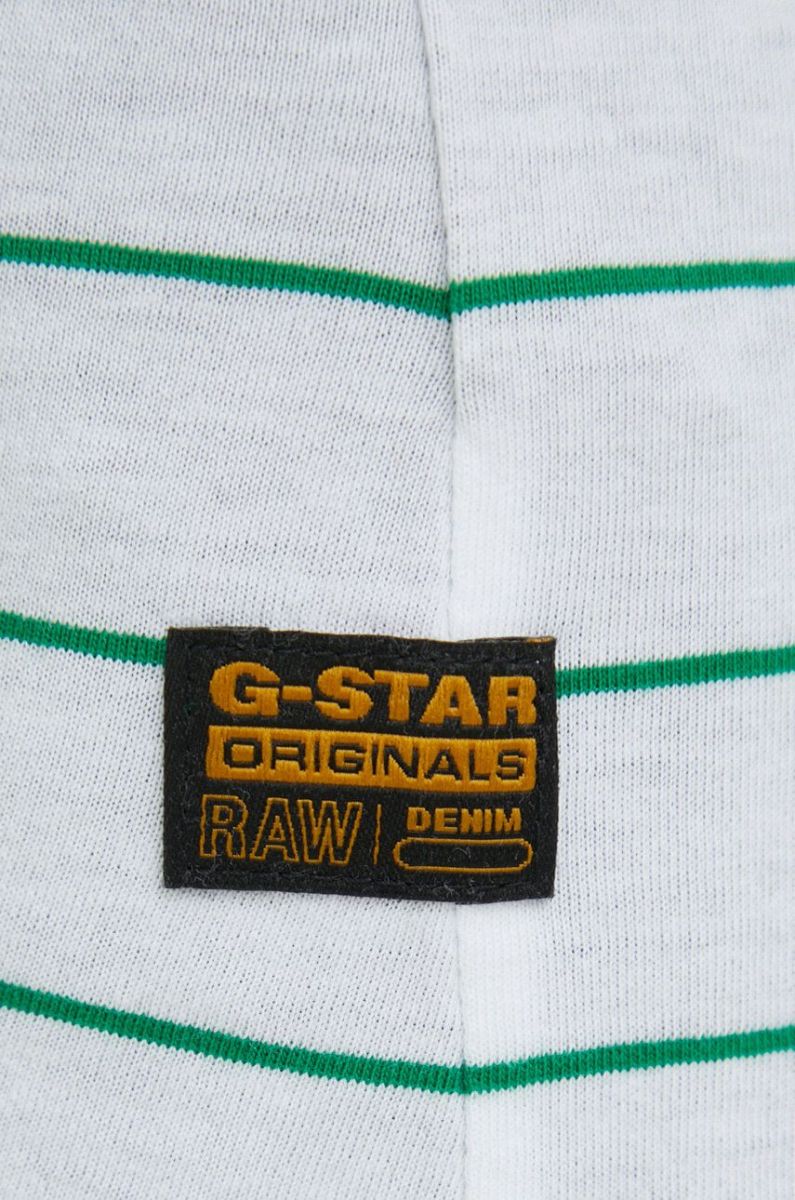 G-STAR
ORIGINALS
RAW | DENIM